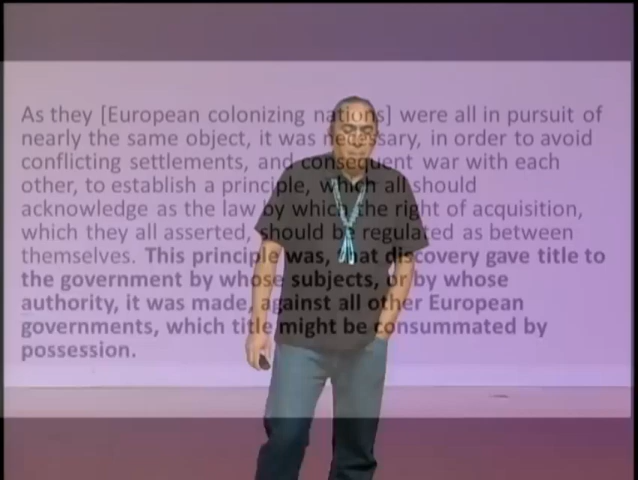 As they [European colonizing nations] were all in pursuit of
nearly the same object, it was necessary, in order to avoid
conflicting settlements, and consequent war with each
other, to establish a principle, which all should
acknowledge as the law by which the right of acquisition,
which they all asserted, should be regulated as between
themselves. This principle was, that discovery gave title to
the government by whose subjects, or by whose
authority, it was made, against all other European
governments, which title might be consummated by
possession.